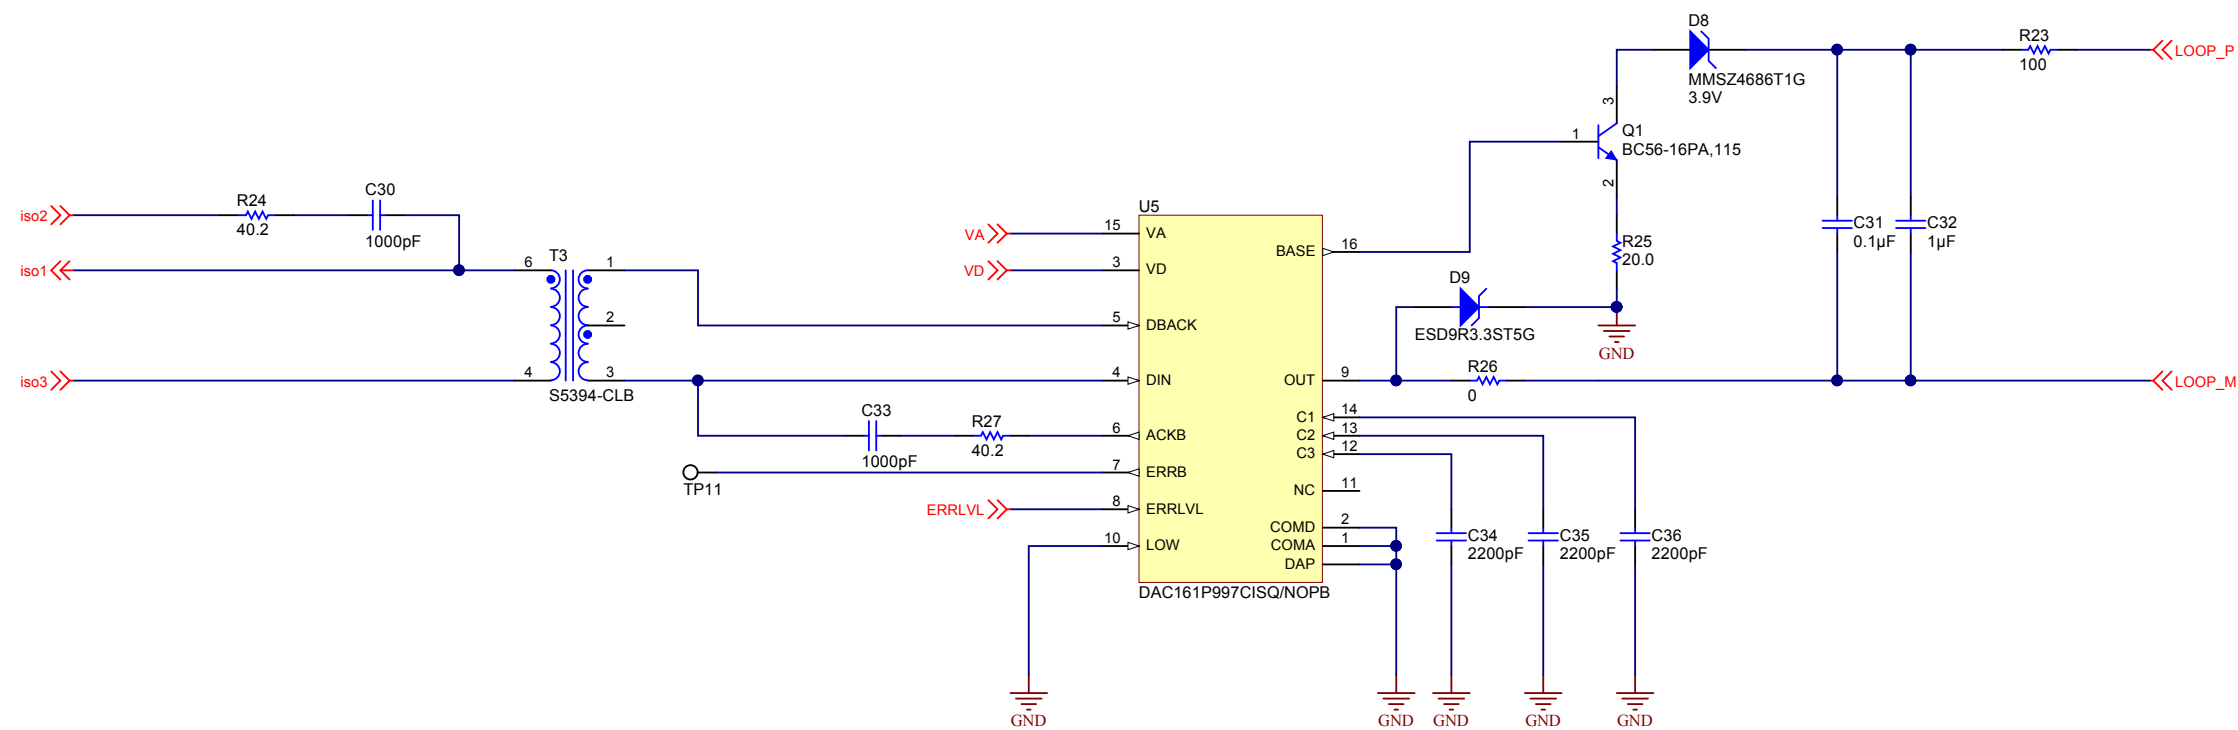 D8
MMSZ4686T1G
3.9V
R23
100
LOOP_P
3
1
Q1
BC56-16PA,115
2
R25
20.0
GND
C31
0.1µF
C32
1µF
iso2
R24
40.2
C30
1000pF
iso1
iso3
T3
6
4
1
2
3
S5394-CLB
U5
VA
15
VA
VD
3
VD
5
DBACK
4
DIN
C33
1000pF
R27
40.2
6
ACKB
TP11
7
ERRB
ERRLVL
8
ERRLVL
10
LOW
GND
BASE
16
D9
ESD9R3.3ST5G
OUT
9
R26
0
LOOP_M
C1
14
C2
13
C3
12
NC
11
COMD
2
COMA
1
DAP
DAC161P997CISQ/NOPB
C34
2200pF
C35
2200pF
C36
2200pF
GND
GND
GND
GND